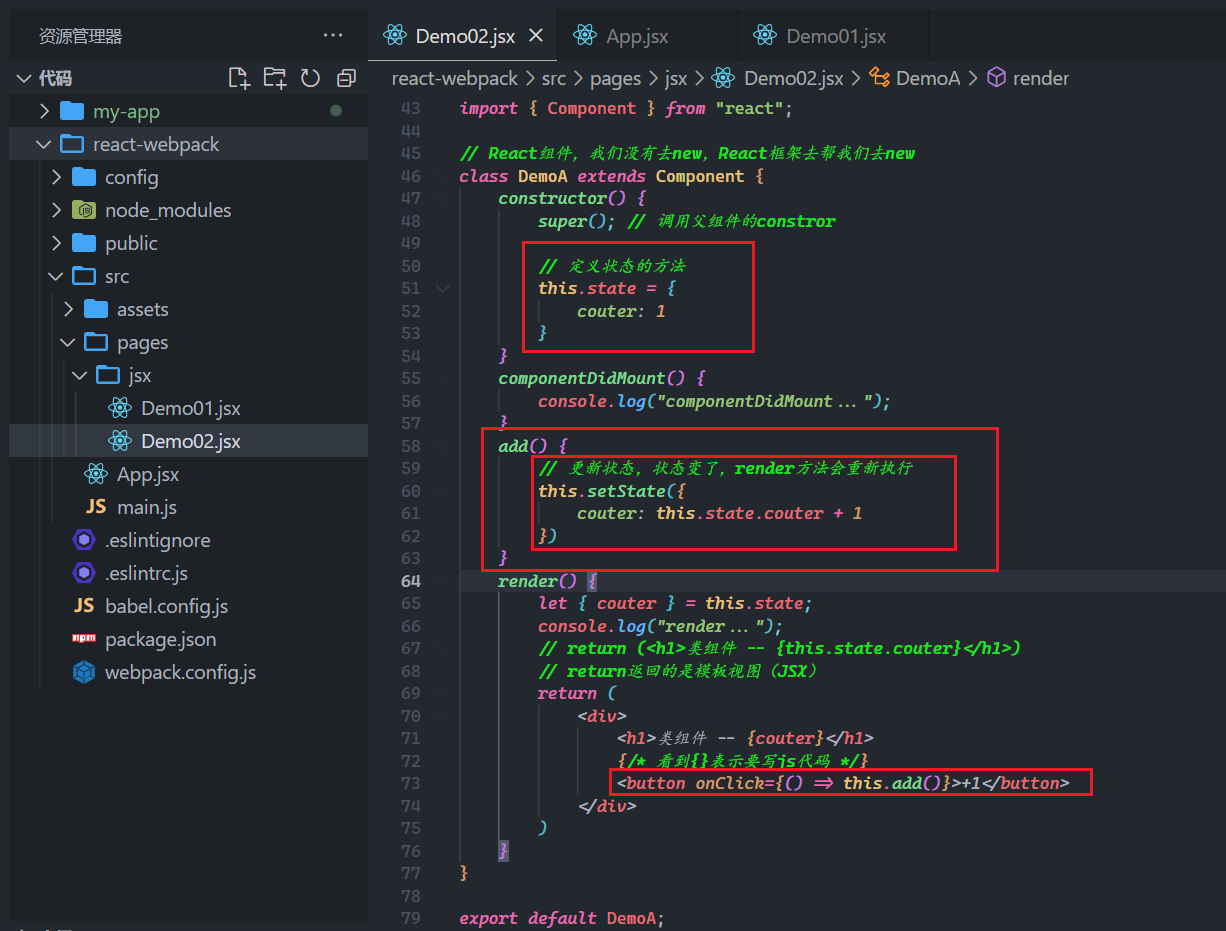 资源管理器
代码
my-app
react-webpack
config
node_modules
public
src
assets
pages
jsx
Demo01.jsx
Demo02.jsx
App.jsx
JS main.js
.eslintignore
.eslintrc.js
JS babel.config.js
npm package.json
webpack.config.js
Demo02.jsx App.jsx Demo01.jsx
react-webpack > src > pages > jsx > Demo02.jsx > DemoA > render
43 import { Component } from "react";
44
45 // React组件, 我们没有去new, React框架去帮我们去new
46 class DemoA extends Component {
47 constructor() {
48 super(); // 调用父组件的constror
49
50 // 定义状态的方法
51 this.state = {
52 couter: 1
53 }
54 }
55 componentDidMount() {
56 console.log("componentDidMount...");
57 }
58 add() {
59 // 更新状态, 状态变了, render方法会重新执行
60 this.setState({
61 couter: this.state.couter + 1
62 })
63 }
64 render() {
65 let { couter } = this.state;
66 console.log("render...");
67 // return (<h1>类组件 -- {this.state.couter}</h1>)
68 // return返回的是模板视图（JSX）
69 return (
70 <div>
71 <h1>类组件 -- {couter}</h1>
72 {/* 看到{}表示要写js代码 */}
73 <button onClick={() => this.add()}>+1</button>
74 </div>
75 )
76 }
77 }
78
79 export default DemoA;